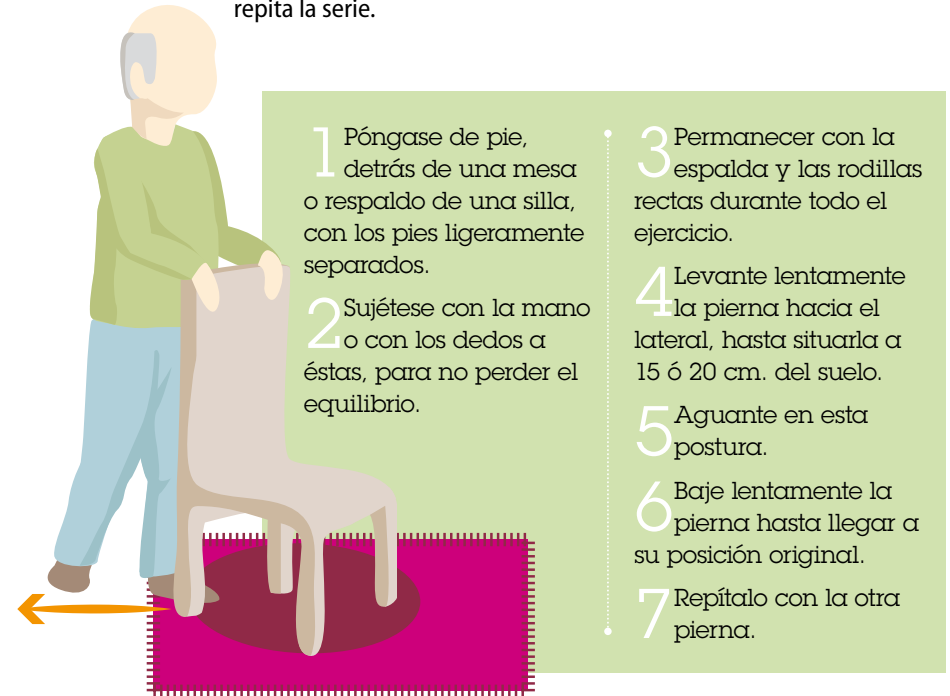 repita la serie.
1 Póngase de pie,
detrás de una mesa
o respaldo de una silla,
con los pies ligeramente
separados.
2 Sujétese con la mano
o con los dedos a
éstas, para no perder el
equilibrio.
3 Permanecer con la
espalda y las rodillas
rectas durante todo el
ejercicio.
4 Levante lentamente
la pierna hacia el
lateral, hasta situarla a
15 ó 20 cm. del suelo.
5 Aguante en esta
postura.
6 Baje lentamente la
pierna hasta llegar a
su posición original.
7 Repítalo con la otra
pierna.